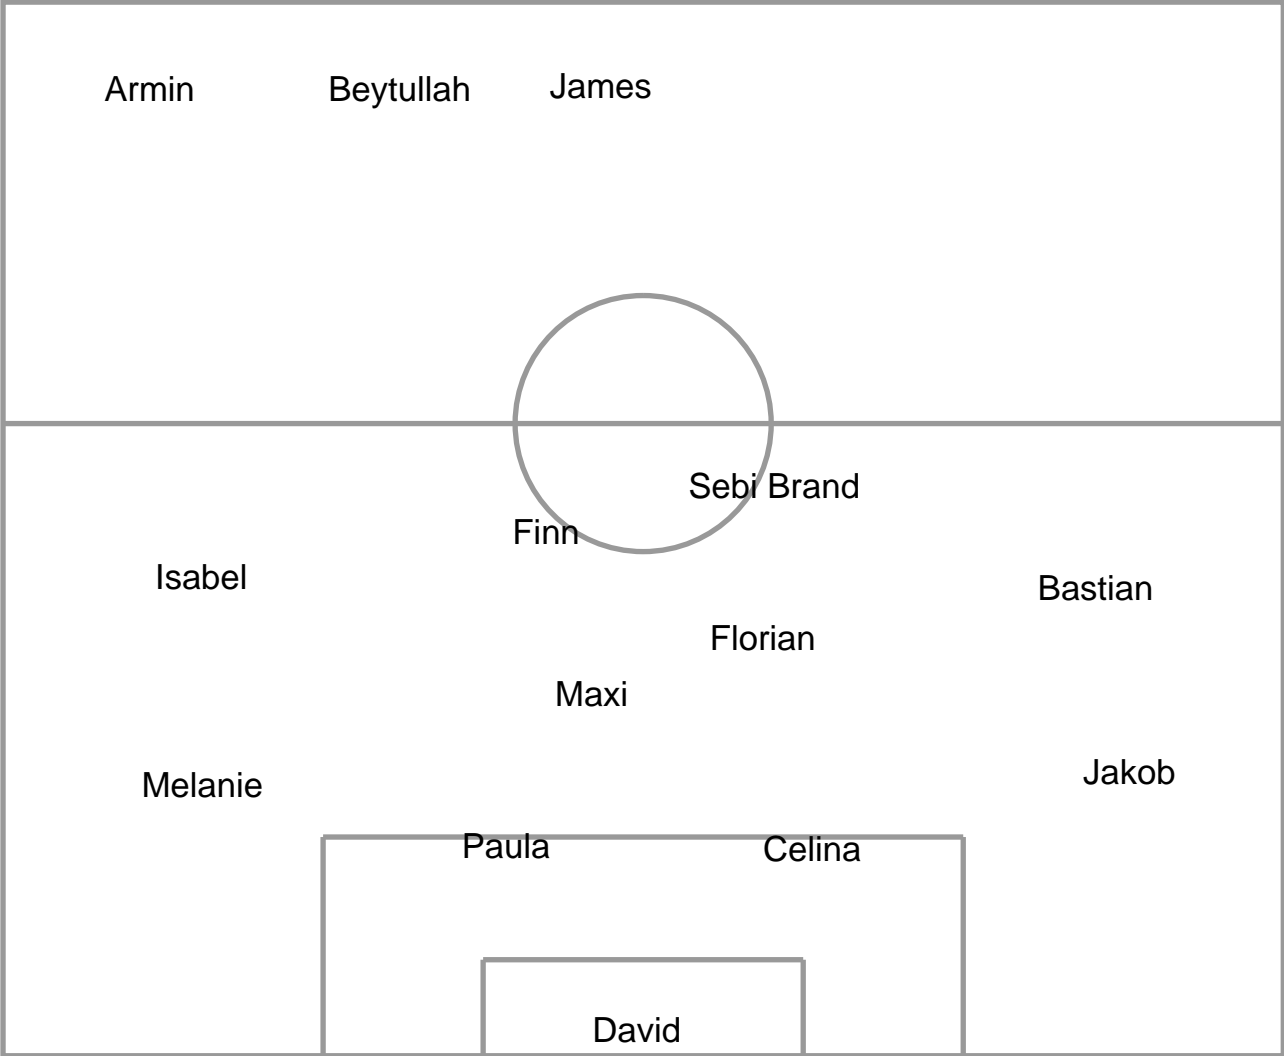 Armin Beytullah James
Sebi Brand
Finn
Isabel
Bastian
Florian
Maxi
Jakob
Melanie
Paula
Celina
David